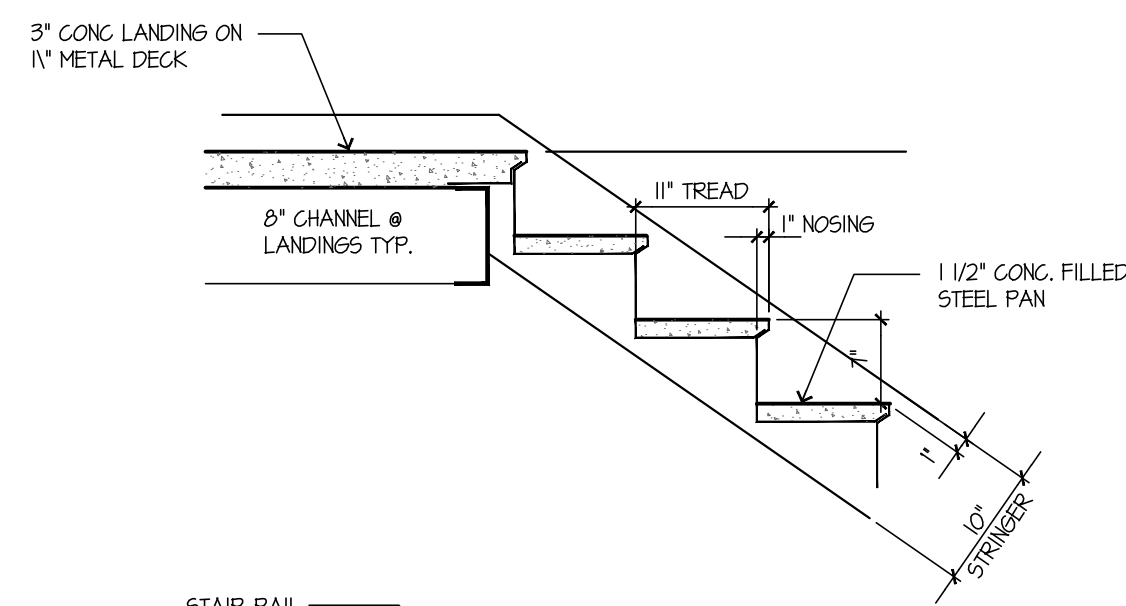 3" CONC LANDING ON
1\" METAL DECK
11" TREAD
8" CHANNEL @
LANDINGS TYP.
1" NOSING
1 1/2" CONC. FILLED
STEEL PAN
7"
1"
10"
STRINGER
STAIR RAIL